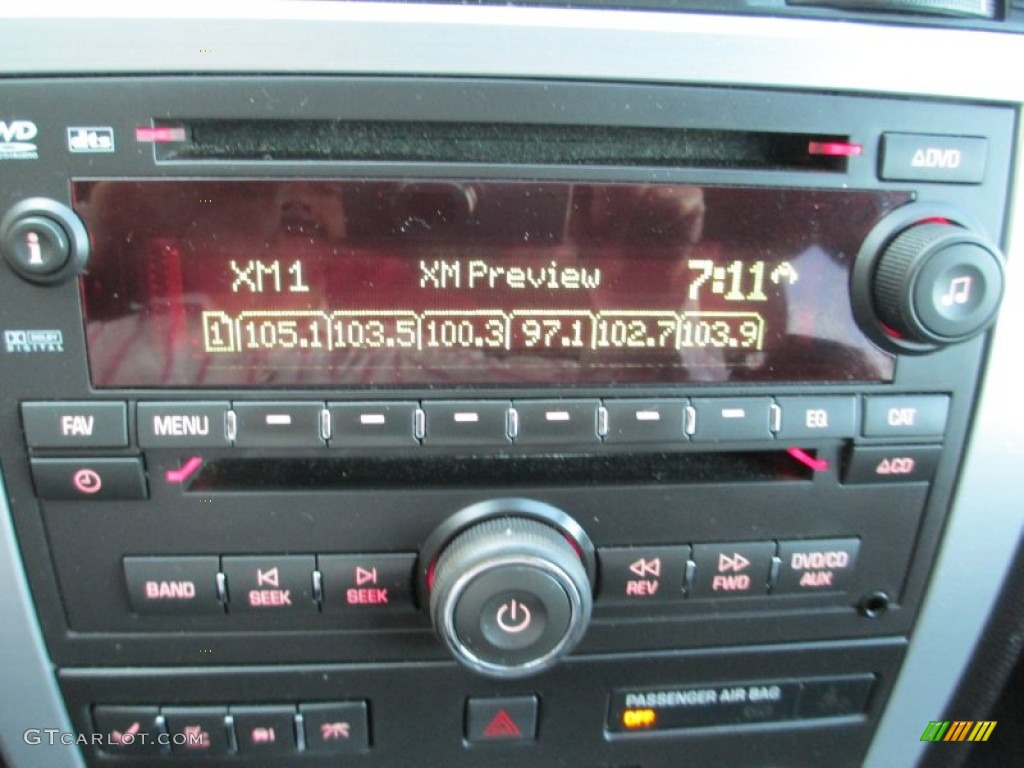 dts
DVD
i
XM1 XM Preview 7:11
1 105.1 103.5 100.3 97.1 102.7 103.9
DOLBY
DIGITAL
FAV MENU EQ CAT
CD
BAND SEEK SEEK REV FWD DVD/CD
AUX
PASSENGER AIR BAG
OFF
GTCARLOT.COM